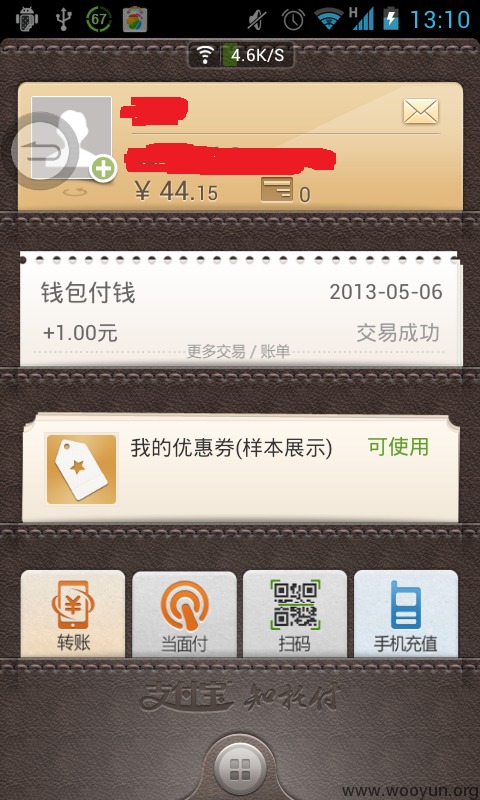 67
H
13:10
4.6K/S
¥ 44.15
0
钱包付钱
2013-05-06
+1.00元
交易成功
更多交易 / 账单
我的优惠券(样本展示)
可使用
转账
当面付
扫码
手机充值
支付宝 知托付
www.wooyun.org